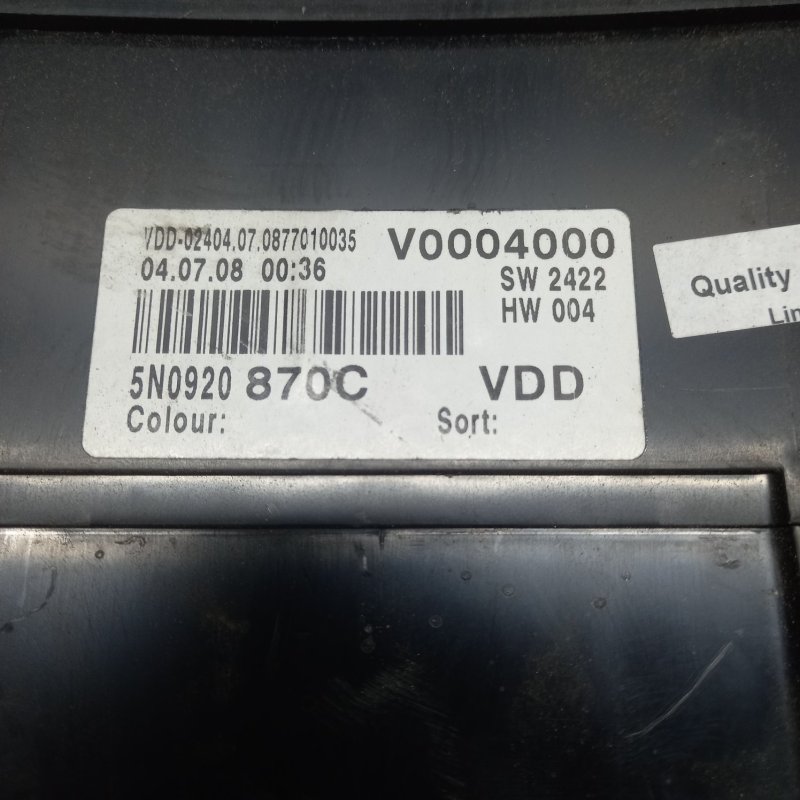 VDD-02404.07.0877010035 V0004000
04.07.08 00:36 SW 2422
HW 004
5N0920 870C VDD
Colour: Sort:
Quality